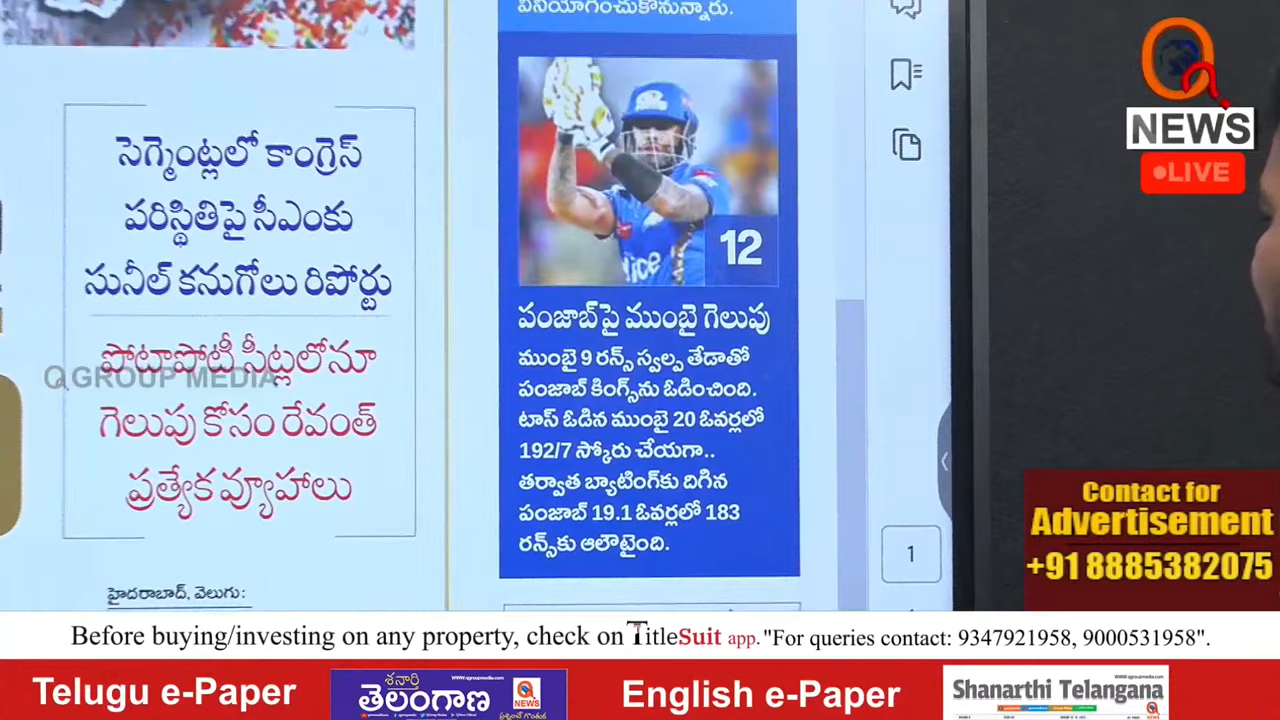 వినియోగించుకొనున్నారు.
సెగ్మెంట్లలో కాంగ్రెస్
పరిస్థితిపై సీఎంకు
సునీల్ కనుగోలు రిపోర్టు
పోటాపోటీ సీట్లలోనూ
గెలుపు కోసం రేవంత్
ప్రత్యేక వ్యూహాలు
హైదరాబాద్, వెలుగు:
Q GROUP MEDIA
12
పంజాబ్‌పై ముంబై గెలుపు
ముంబై 9 రన్స్ స్వల్ప తేడాతో
పంజాబ్ కింగ్స్‌ను ఓడించింది.
టాస్ ఓడిన ముంబై 20 ఓవర్లలో
192/7 స్కోరు చేయగా..
తర్వాత బ్యాటింగ్‌కు దిగిన
పంజాబ్ 19.1 ఓవర్లలో 183
రన్స్‌కు ఆలౌటైంది.
1
Q
NEWS
LIVE
Contact for
Advertisement
+91 8885382075
Before buying/investing on any property, check on TitleSuit app. "For queries contact: 9347921958, 9000531958".
Telugu e-Paper
శనార్తి
తెలంగాణ
NEWS
English e-Paper
Shanarthi Telangana